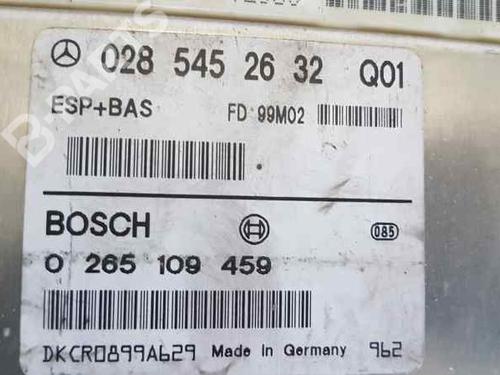 028 545 26 32 Q01
ESP+BAS FD 99M02
BOSCH
085
0 265 109 459
DKCR0899A629 Made in Germany 962
B-PARTS